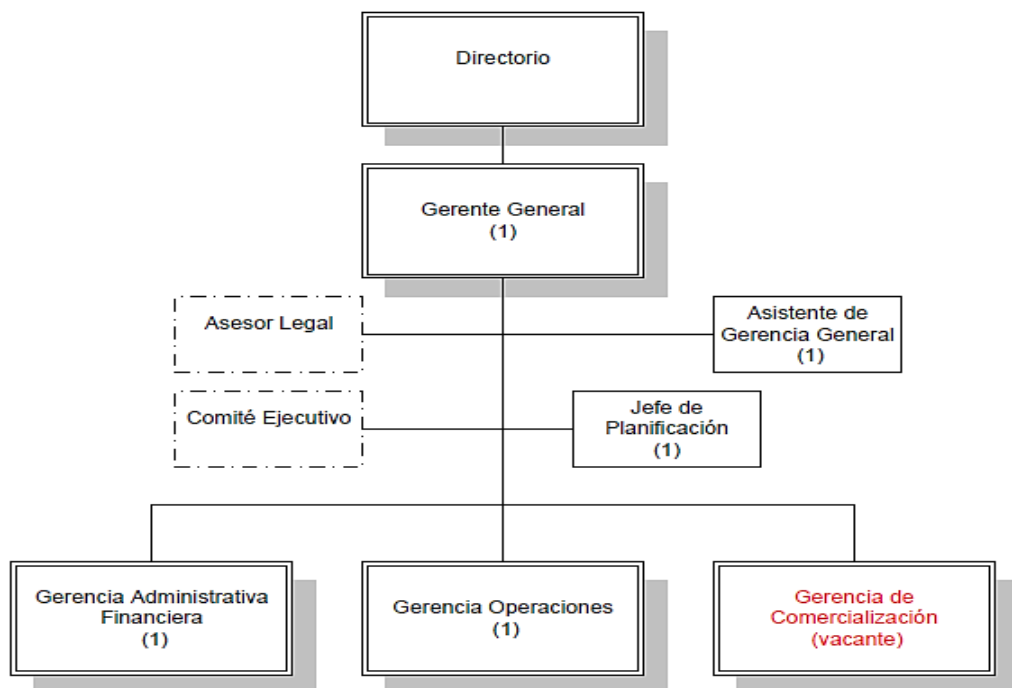 Directorio
Gerente General
(1)
Asesor Legal
Asistente de
Gerencia General
(1)
Comité Ejecutivo
Jefe de
Planificación
(1)
Gerencia Administrativa
Financiera
(1)
Gerencia Operaciones
(1)
Gerencia de
Comercialización
(vacante)